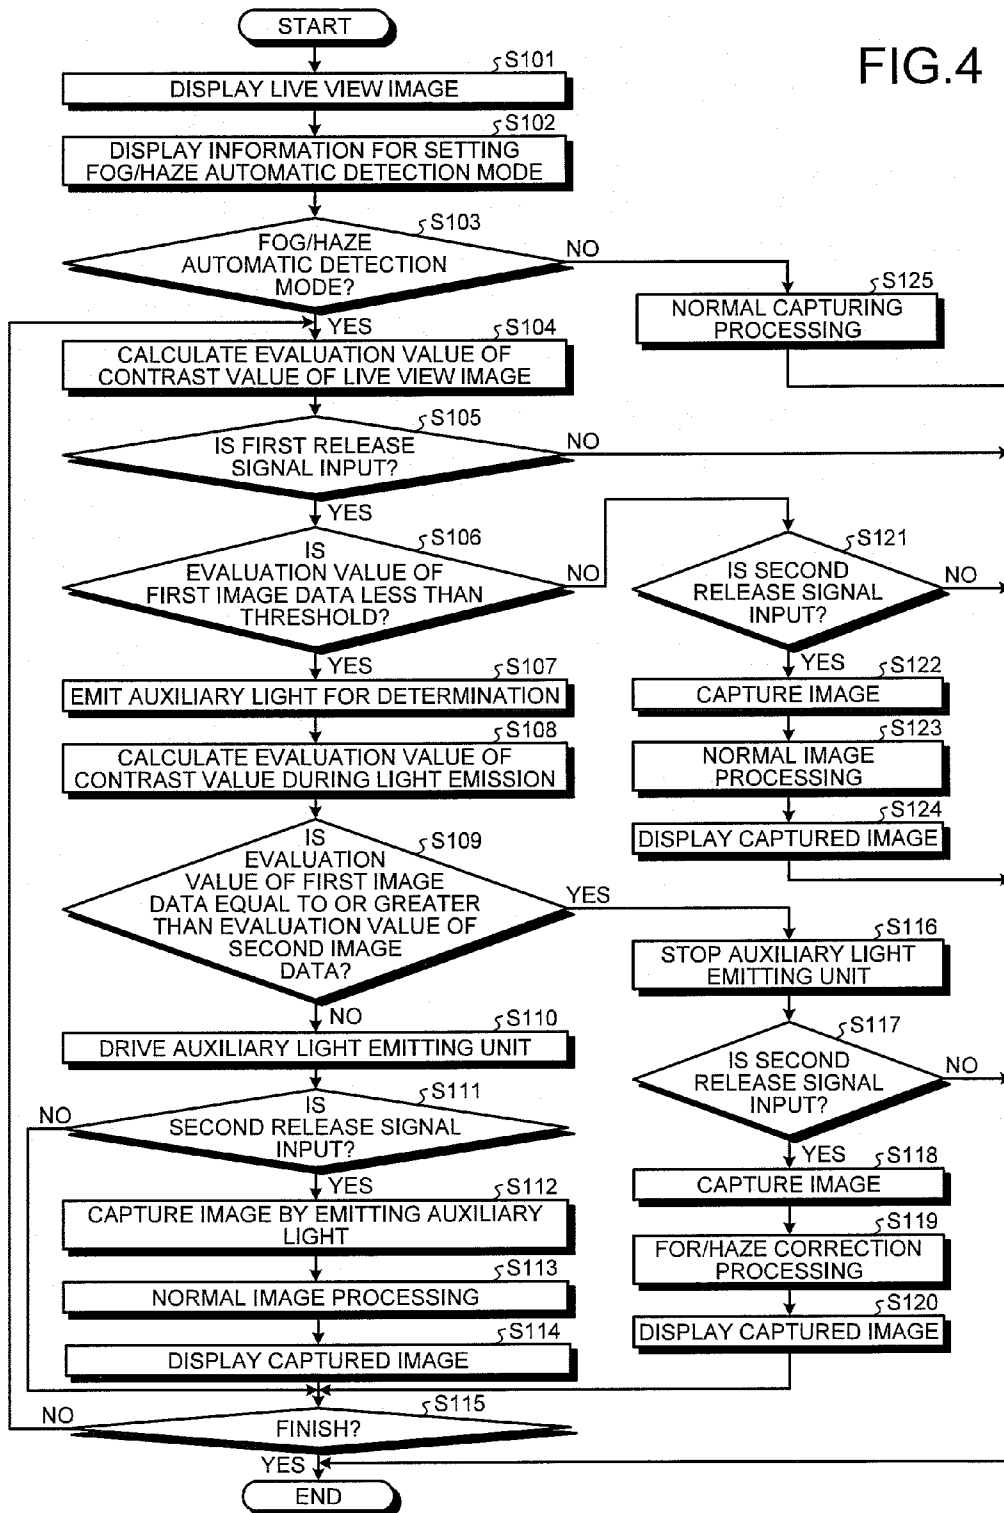 START
FIG.4
S101
DISPLAY LIVE VIEW IMAGE
S102
DISPLAY INFORMATION FOR SETTING
FOG/HAZE AUTOMATIC DETECTION MODE
S103
FOG/HAZE
AUTOMATIC DETECTION
MODE?
NO
YES
S125
NORMAL CAPTURING
PROCESSING
S104
CALCULATE EVALUATION VALUE OF
CONTRAST VALUE OF LIVE VIEW IMAGE
S105
IS FIRST RELEASE
SIGNAL INPUT?
NO
YES
S106
IS
EVALUATION VALUE OF
FIRST IMAGE DATA LESS THAN
THRESHOLD?
NO
YES
S121
IS SECOND
RELEASE SIGNAL
INPUT?
NO
YES
S122
CAPTURE IMAGE
S123
NORMAL IMAGE
PROCESSING
S124
DISPLAY CAPTURED IMAGE
S107
EMIT AUXILIARY LIGHT FOR DETERMINATION
S108
CALCULATE EVALUATION VALUE OF
CONTRAST VALUE DURING LIGHT EMISSION
S109
IS
EVALUATION
VALUE OF FIRST IMAGE
DATA EQUAL TO OR GREATER
THAN EVALUATION VALUE OF
SECOND IMAGE
DATA?
YES
NO
S116
STOP AUXILIARY LIGHT
EMITTING UNIT
S117
IS SECOND
RELEASE SIGNAL
INPUT?
NO
YES
S118
CAPTURE IMAGE
S119
FOR/HAZE CORRECTION
PROCESSING
S120
DISPLAY CAPTURED IMAGE
S110
DRIVE AUXILIARY LIGHT EMITTING UNIT
S111
IS
SECOND RELEASE SIGNAL
INPUT?
NO
YES
S112
CAPTURE IMAGE BY EMITTING AUXILIARY
LIGHT
S113
NORMAL IMAGE PROCESSING
S114
DISPLAY CAPTURED IMAGE
S115
FINISH?
NO
YES
END